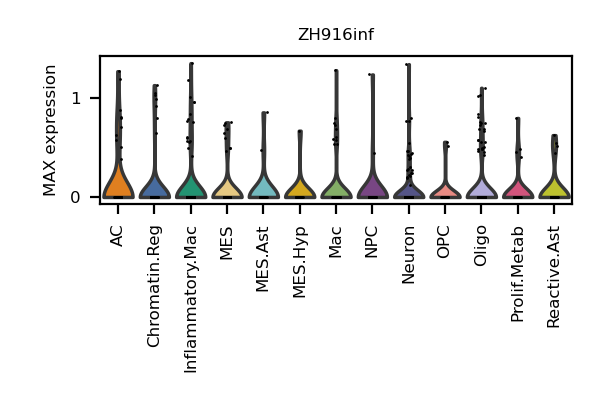 ZH916inf
MAX expression
1
0
AC
Chromatin.Reg
Inflammatory.Mac
MES
MES.Ast
MES.Hyp
Mac
NPC
Neuron
OPC
Oligo
Prolif.Metab
Reactive.Ast